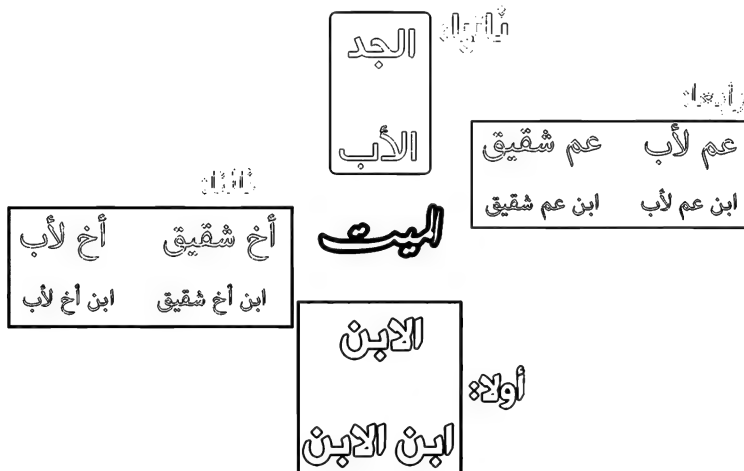 ثانيا:
الجد
الأب
رابعا:
عم شقيق عم لأب
ابن عم شقيق ابن عم لأب
ثالثا:
أخ شقيق أخ لأب
ابن أخ شقيق ابن أخ لأب
الميت
أولا:
الابن
ابن الابن